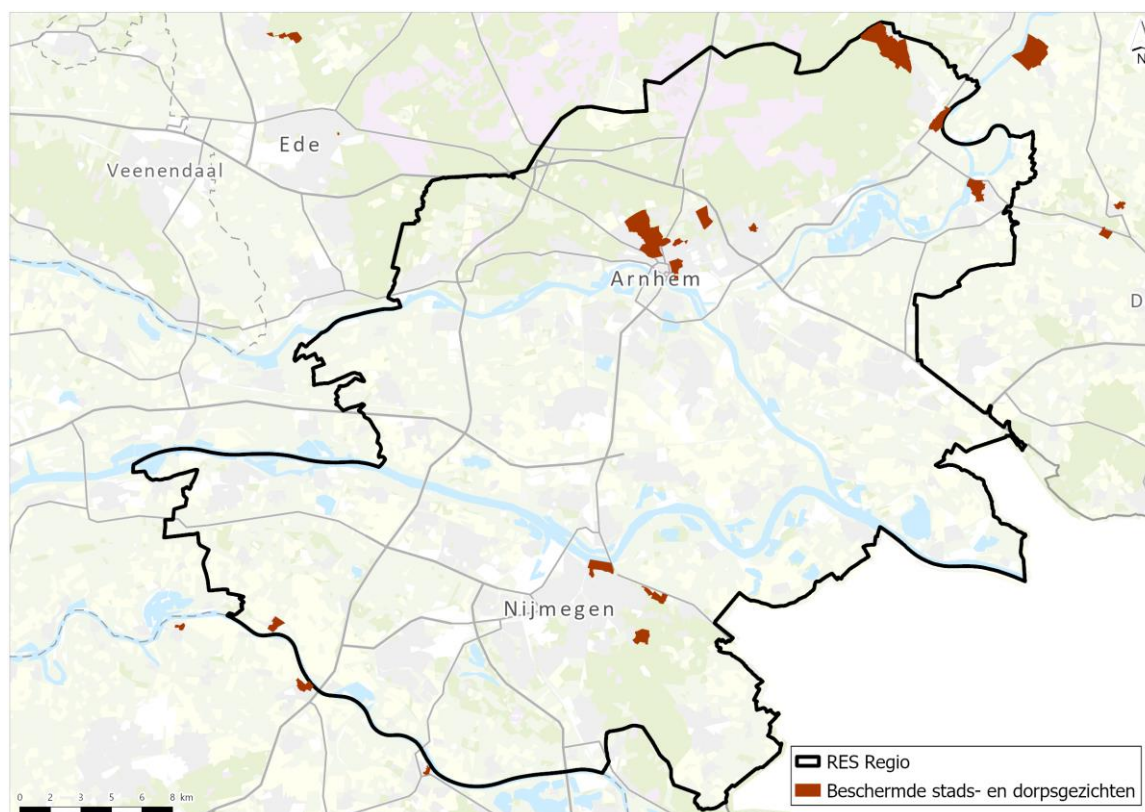 N
Ede
Veenendaal
Arnhem
D
Nijmegen
RES Regio
Beschermde stads- en dorpsgezichten
0 2 3 5 6 8 km